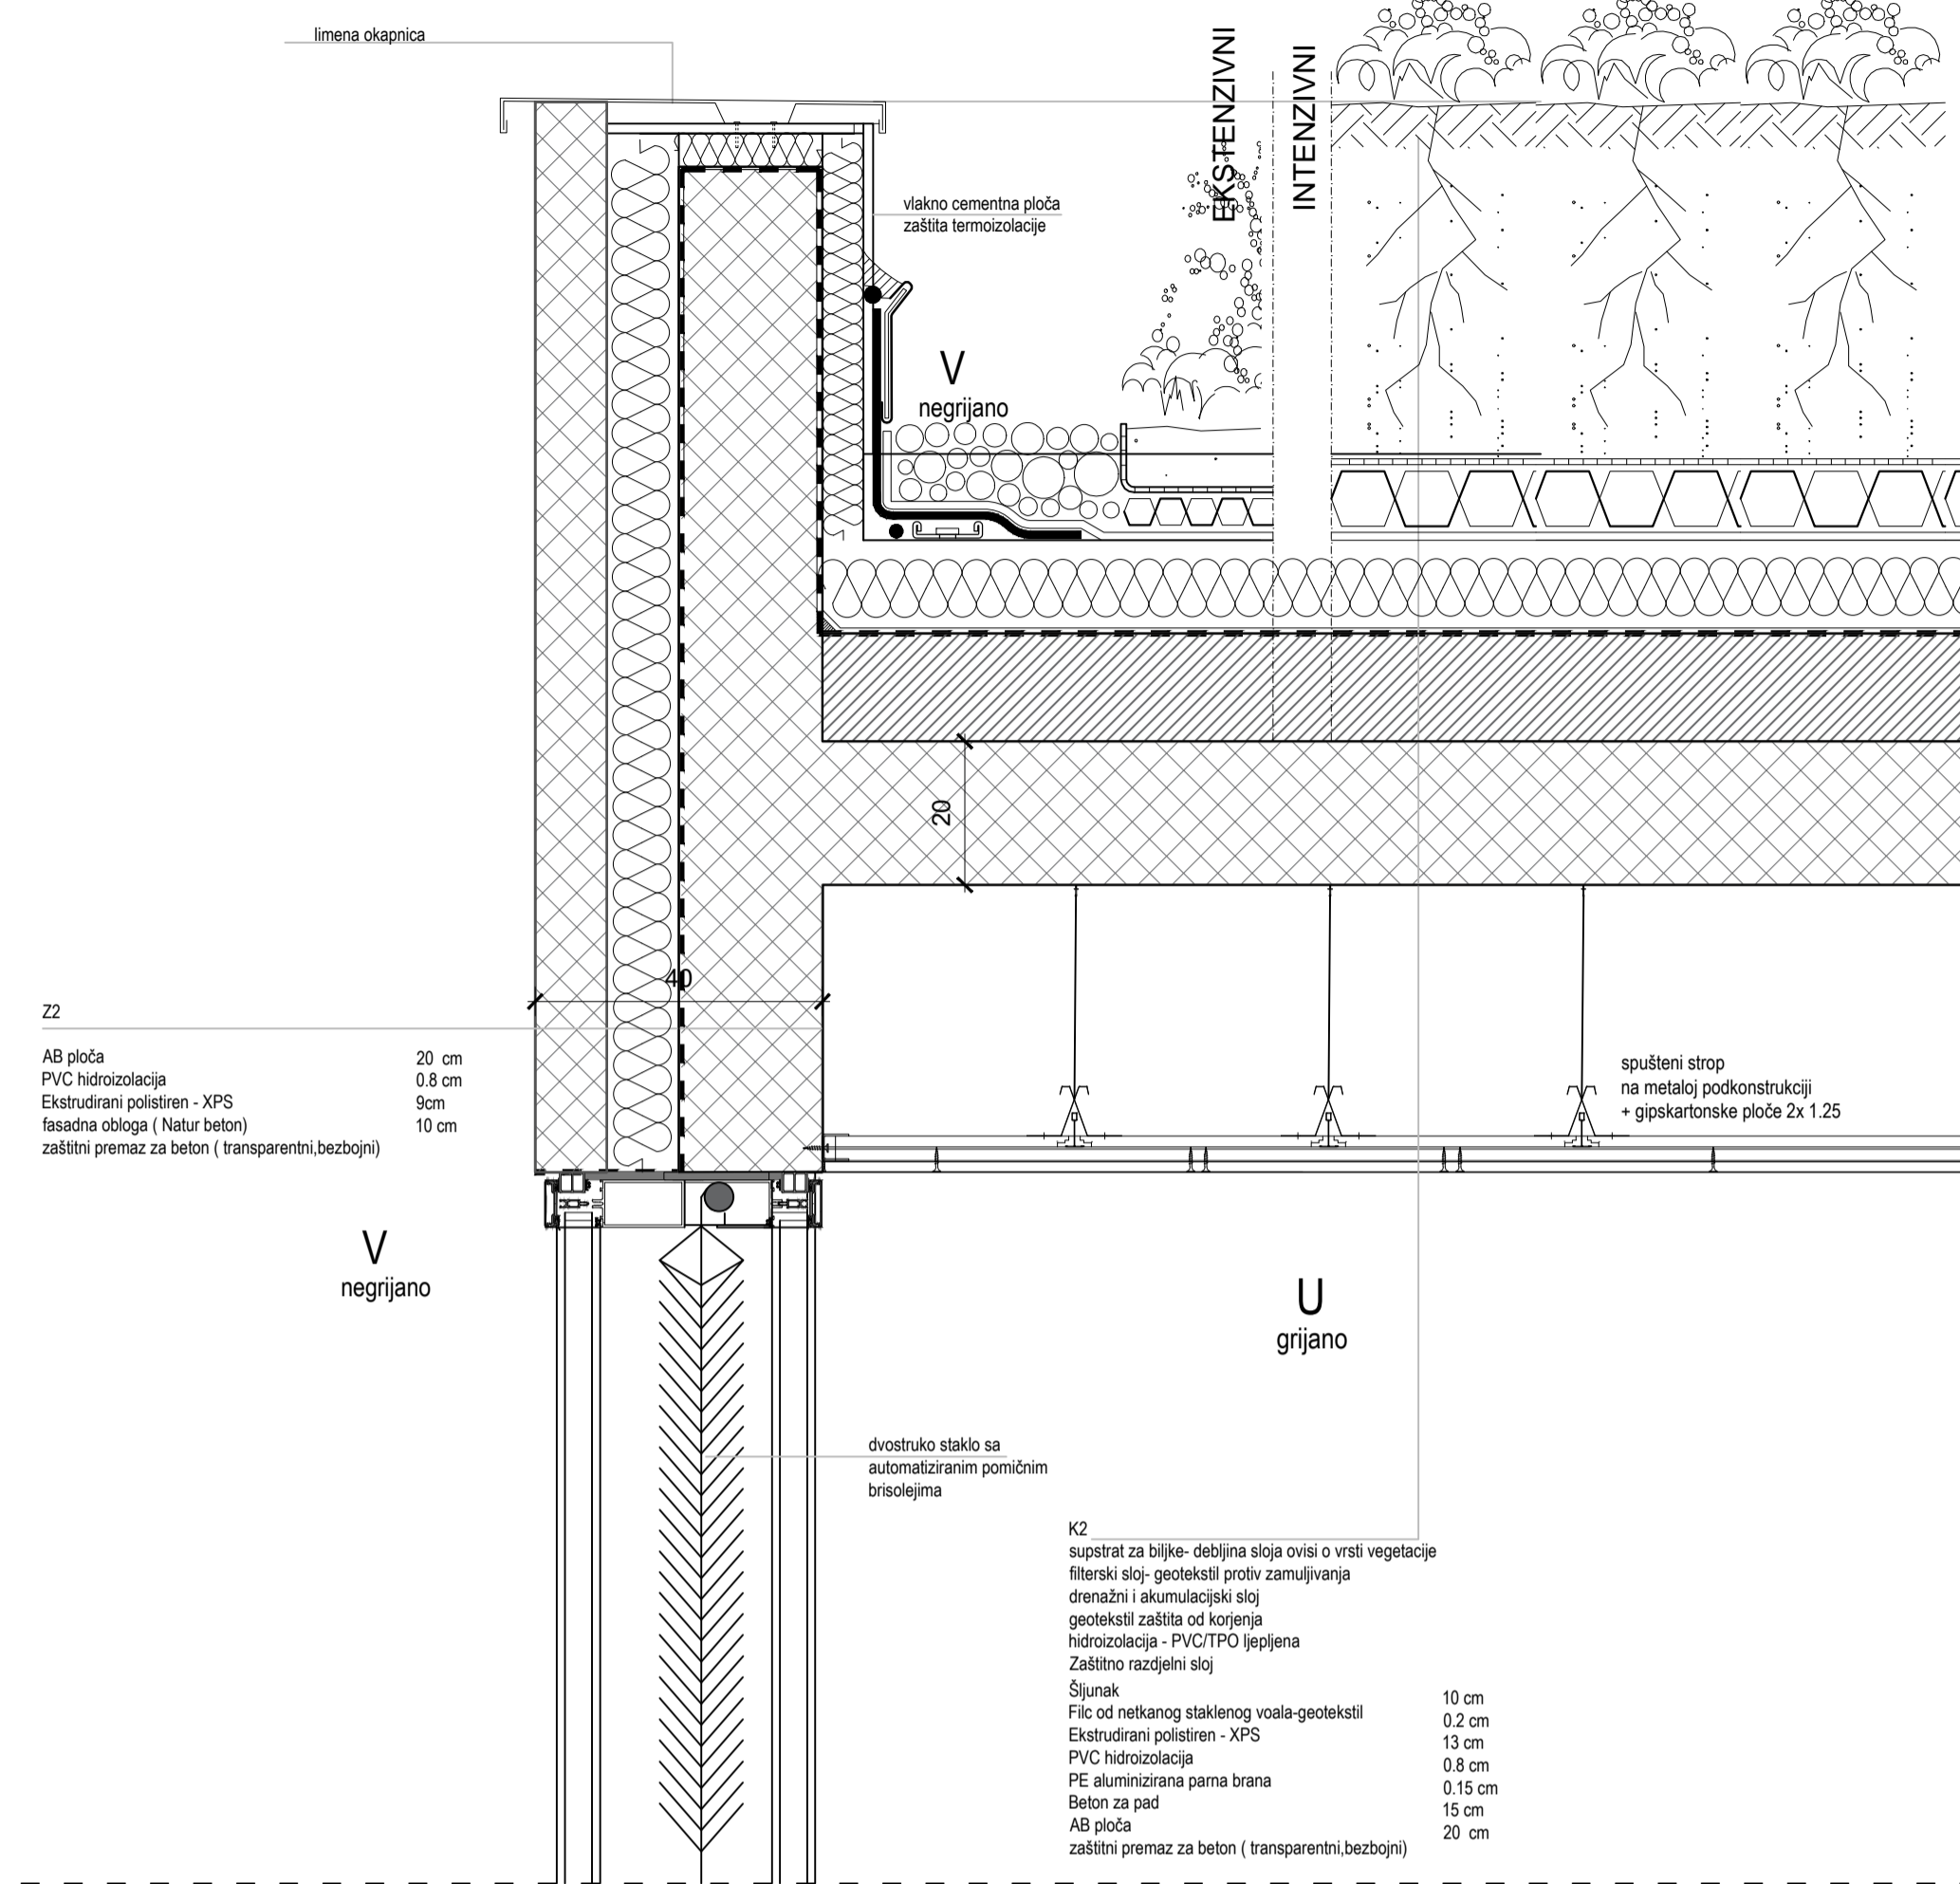 limena okapnica
EKSTENZIVNI
INTENZIVNI
vlakno cementna ploča
zaštita termoizolacije
V
negrijano
20
40
Z2
AB ploča 20 cm
PVC hidroizolacija 0.8 cm
Ekstrudirani polistiren - XPS 9cm
fasadna obloga ( Natur beton) 10 cm
zaštitni premaz za beton ( transparentni,bezbojni)
spušteni strop
na metaloj podkonstrukciji
+ gipskartonske ploče 2x 1.25
V
negrijano
U
grijano
dvostruko staklo sa
automatiziranim pomičnim
brisolejima
K2
supstrat za biljke- debljina sloja ovisi o vrsti vegetacije
filterski sloj- geotekstil protiv zamuljivanja
drenažni i akumulacijski sloj
geotekstil zaštita od korjenja
hidroizolacija - PVC/TPO ljepljena
Zaštitno razdjelni sloj
Šljunak 10 cm
Filc od netkanog staklenog voala-geotekstil 0.2 cm
Ekstrudirani polistiren - XPS 13 cm
PVC hidroizolacija 0.8 cm
PE aluminizirana parna brana 0.15 cm
Beton za pad 15 cm
AB ploča 20 cm
zaštitni premaz za beton ( transparentni,bezbojni)